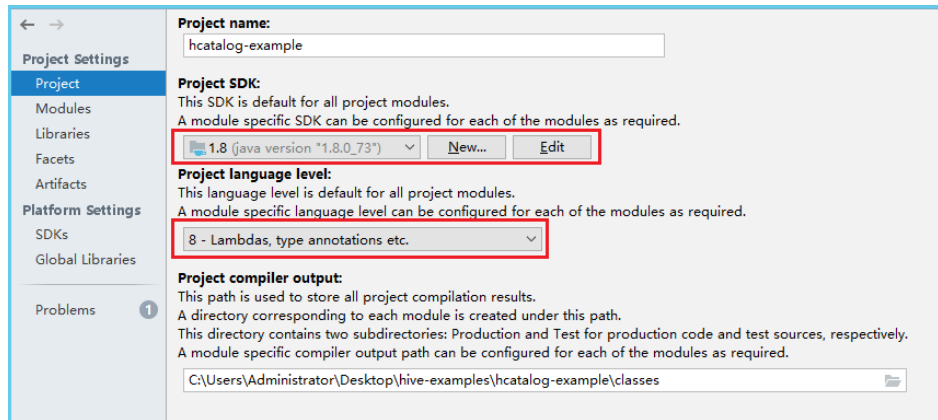 Project Settings
Project
Modules
Libraries
Facets
Artifacts
Platform Settings
SDKs
Global Libraries
Problems
1
Project name:
hcatalog-example
Project SDK:
This SDK is default for all project modules.
A module specific SDK can be configured for each of the modules as required.
1.8 (java version "1.8.0_73")
New...
Edit
Project language level:
This language level is default for all project modules.
A module specific language level can be configured for each of the modules as required.
8 - Lambdas, type annotations etc.
Project compiler output:
This path is used to store all project compilation results.
A directory corresponding to each module is created under this path.
This directory contains two subdirectories: Production and Test for production code and test sources, respectively.
A module specific compiler output path can be configured for each of the modules as required.
C:\Users\Administrator\Desktop\hive-examples\hcatalog-example\classes